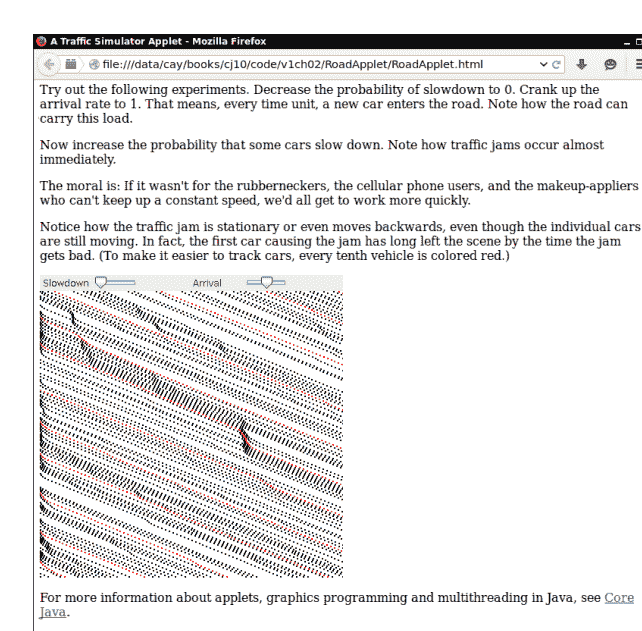 A Traffic Simulator Applet - Mozilla Firefox
file:///data/cay/books/cj10/code/v1ch02/RoadApplet/RoadApplet.html
Try out the following experiments. Decrease the probability of slowdown to 0. Crank up the
arrival rate to 1. That means, every time unit, a new car enters the road. Note how the road can
carry this load.
Now increase the probability that some cars slow down. Note how traffic jams occur almost
immediately.
The moral is: If it wasn't for the rubberneckers, the cellular phone users, and the makeup-appliers
who can't keep up a constant speed, we'd all get to work more quickly.
Notice how the traffic jam is stationary or even moves backwards, even though the individual cars
are still moving. In fact, the first car causing the jam has long left the scene by the time the jam
gets bad. (To make it easier to track cars, every tenth vehicle is colored red.)
Slowdown Arrival
For more information about applets, graphics programming and multithreading in Java, see Core
Java.